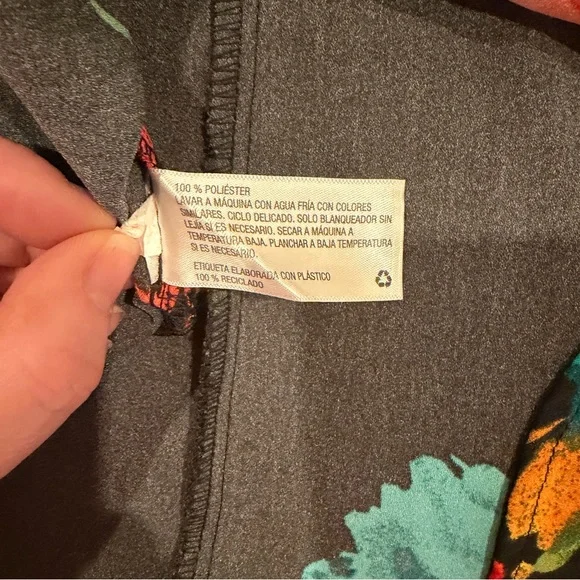 100 % POLIÉSTER
LAVAR A MÁQUINA CON AGUA FRÍA CON COLORES
SIMILARES. CICLO DELICADO. SOLO BLANQUEADOR SIN
LEJÍA SI ES NECESARIO. SECAR A MÁQUINA A
TEMPERATURA BAJA. PLANCHAR A BAJA TEMPERATURA
SI ES NECESARIO.
ETIQUETA ELABORADA CON PLÁSTICO
100 % RECICLADO